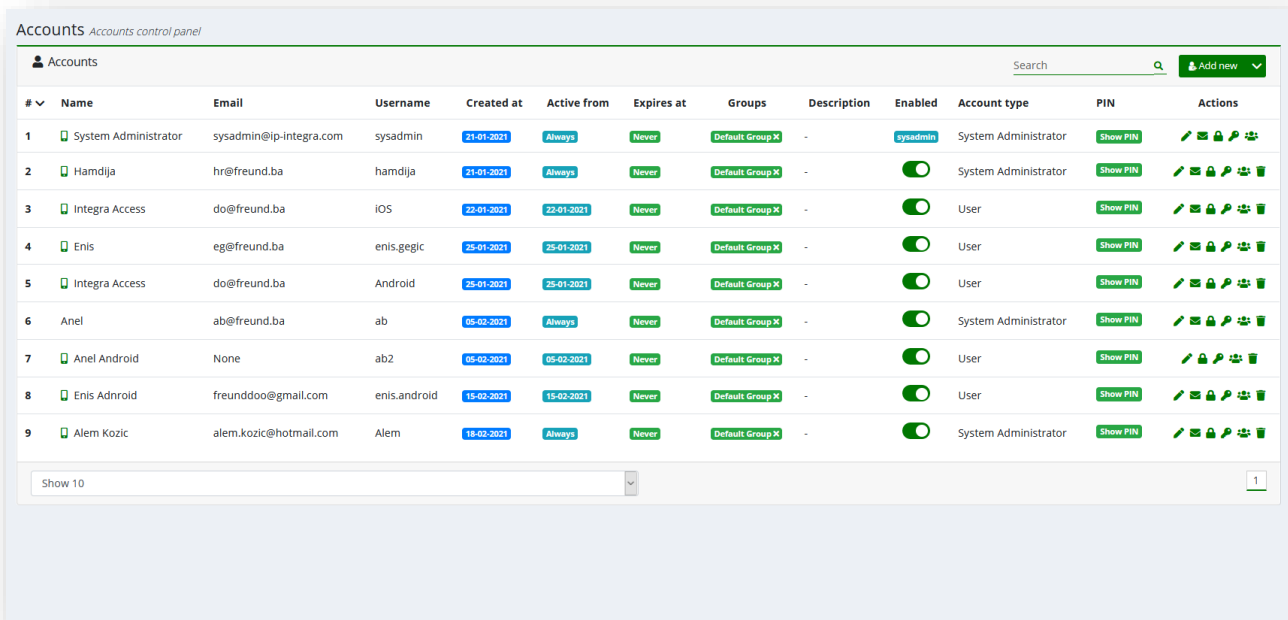 Accounts Accounts control panel
Accounts Search Add new
# Name Email Username Created at Active from Expires at Groups Description Enabled Account type PIN Actions
1 System Administrator sysadmin@ip-integra.com sysadmin 21-01-2021 Always Never Default Group - sysadmin System Administrator Show PIN
2 Hamdija hr@freund.ba hamdija 21-01-2021 Always Never Default Group - System Administrator Show PIN
3 Integra Access do@freund.ba iOS 22-01-2021 22-01-2021 Never Default Group - User Show PIN
4 Enis eg@freund.ba enis.gegic 25-01-2021 25-01-2021 Never Default Group - User Show PIN
5 Integra Access do@freund.ba Android 25-01-2021 25-01-2021 Never Default Group - User Show PIN
6 Anel ab@freund.ba ab 05-02-2021 Always Never Default Group - System Administrator Show PIN
7 Anel Android None ab2 05-02-2021 05-02-2021 Never Default Group - User Show PIN
8 Enis Adnroid freunddoo@gmail.com enis.android 15-02-2021 15-02-2021 Never Default Group - User Show PIN
9 Alem Kozic alem.kozic@hotmail.com Alem 18-02-2021 Always Never Default Group - System Administrator Show PIN
Show 10 1